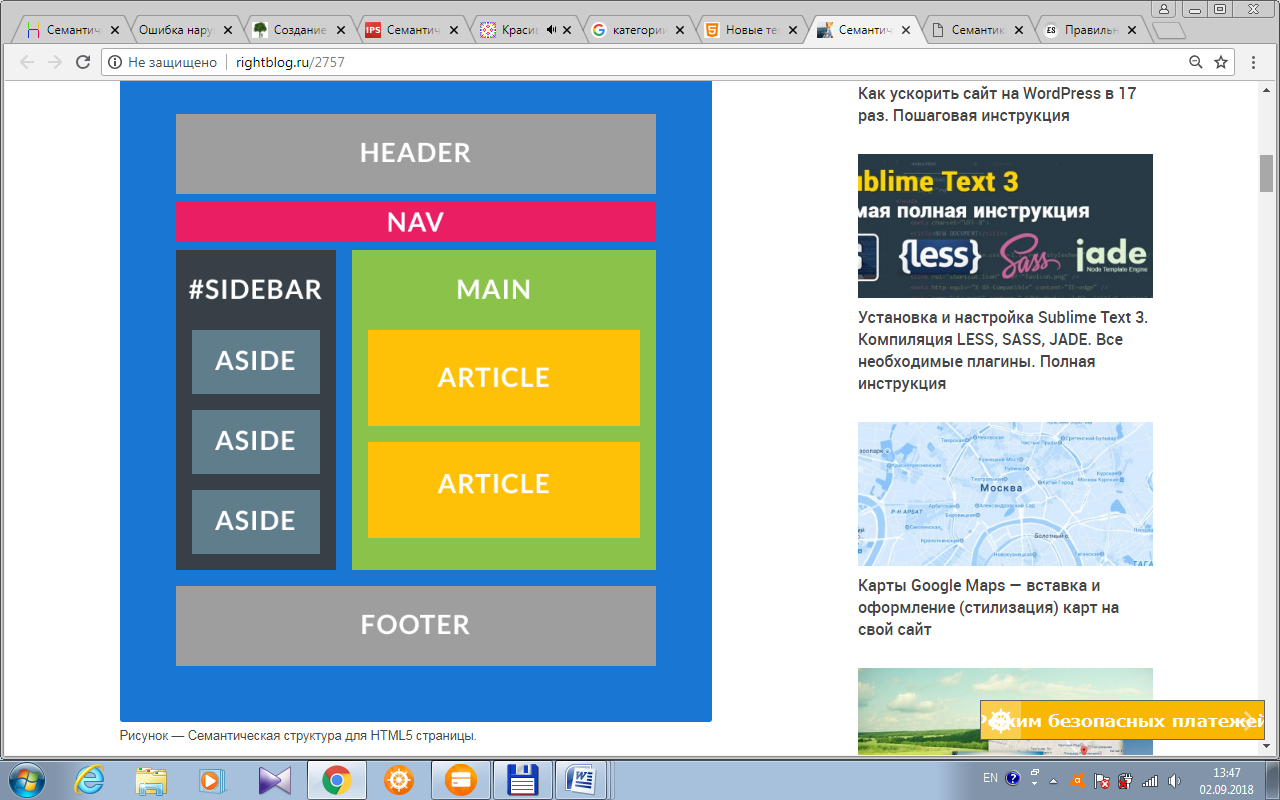 Семантич
Ошибка нару
Создание
IPS
Семантич
Краси
категори
Новые те
Семантич
Семантик
ES
Правильн
Не защищено
rightblog.ru/2757
HEADER
NAV
#SIDEBAR
ASIDE
ASIDE
ASIDE
MAIN
ARTICLE
ARTICLE
FOOTER
Рисунок — Семантическая структура для HTML5 страницы.
Как ускорить сайт на WordPress в 17
раз. Пошаговая инструкция
ublime Text 3
мая полная инструкция
S {less} Sass jade
Node Template Engine
Установка и настройка Sublime Text 3.
Компиляция LESS, SASS, JADE. Все
необходимые плагины. Полная
инструкция
Москва
Карты Google Maps — вставка и
оформление (стилизация) карт на
свой сайт
Режим безопасных платежей
EN
13:47
02.09.2018